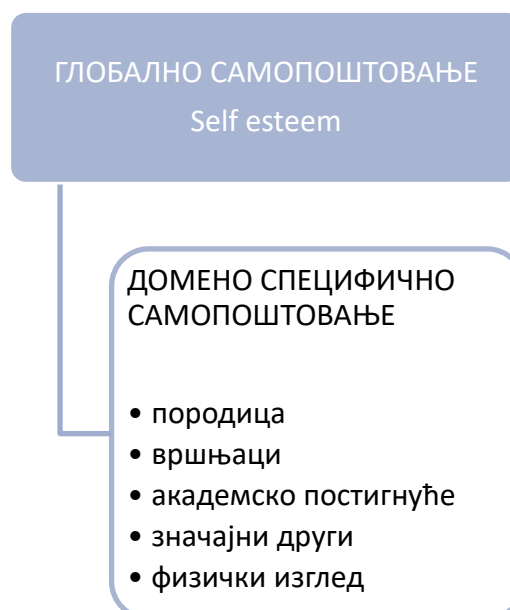 ГЛОБАЛНО САМОПОШТОВАЊЕ
Self esteem
ДОМЕНО СПЕЦИФИЧНО
САМОПОШТОВАЊЕ
• породица
• вршњаци
• академско постигнуће
• значајни други
• физички изглед